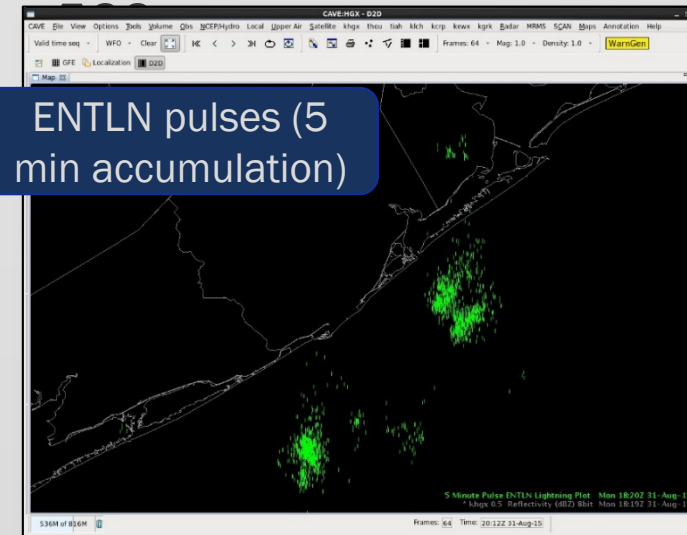 CAVE:HGX - D2D
CAVE File View Options Tools Volume Obs NCEP/Hydro Local Upper Air Satellite khgx thou tiah klch kcrp kewx kgrk Radar MRMS SCAN Maps Annotation Help
Valid time seq WFO Clear Frames: 64 Mag: 1.0 Density: 1.0 WarnGen
GFE Localization D2D
Map
ENTLN pulses (5
min accumulation)
5 Minute Pulse ENTLN Lightning Plot Mon 18:20Z 31-Aug-1
* khgx 0.5 Reflectivity (dBZ) 8bit Mon 18:19Z 31-Aug-1
536M of 816M Frames: 64 Time: 20:12Z 31-Aug-15